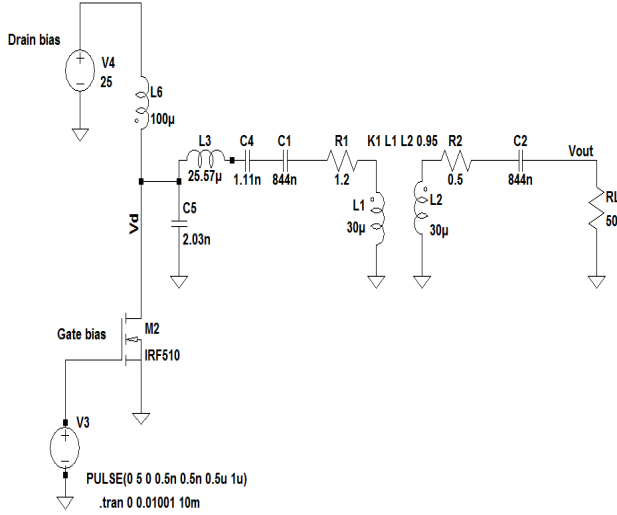 Drain bias
V4
25
L6
100µ
L3
25.57µ
C4
1.11n
C1
844n
R1
1.2
K1 L1 L2 0.95
L1
30µ
L2
30µ
R2
0.5
C2
844n
Vout
RL
50
C5
2.03n
Vd
Gate bias
M2
IRF510
V3
PULSE(0 5 0 0.5n 0.5n 0.5u 1u)
.tran 0 0.01001 10m